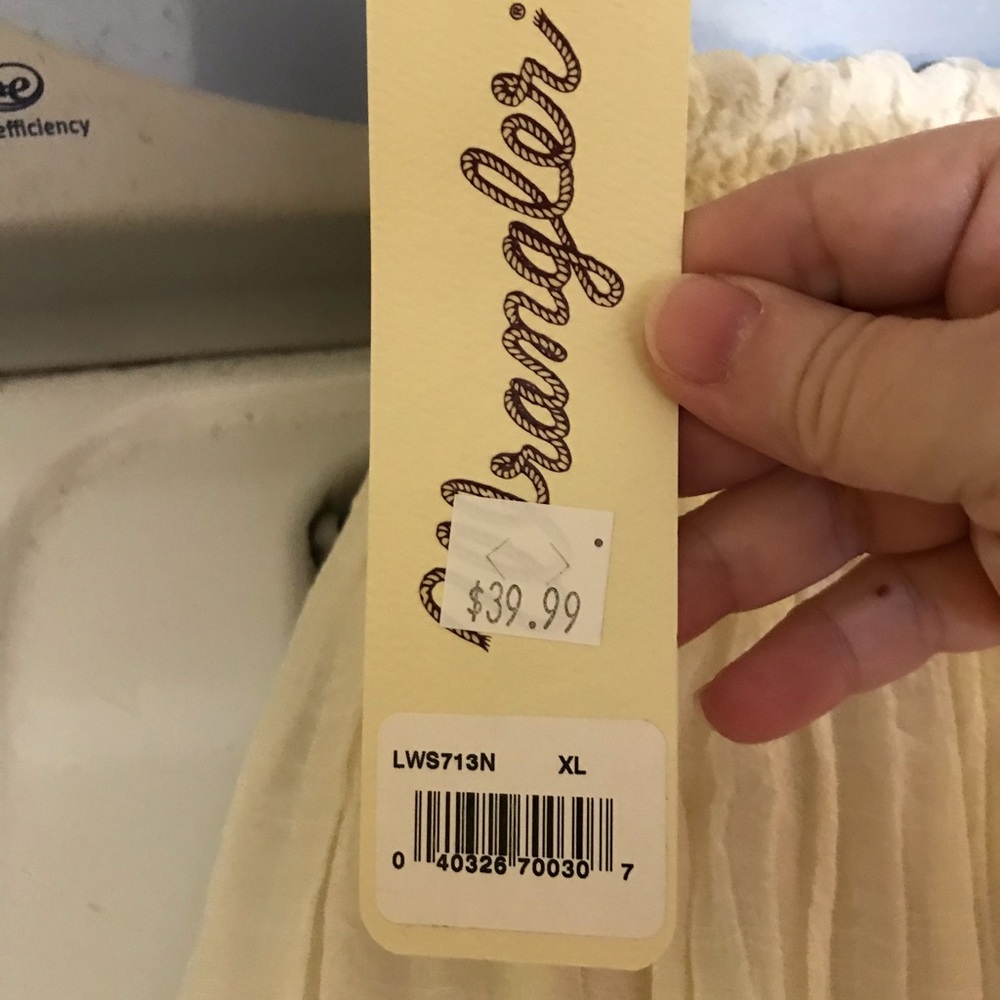 efficiency
Wrangler®
$39.99
LWS713N XL
0 40326 70030 7